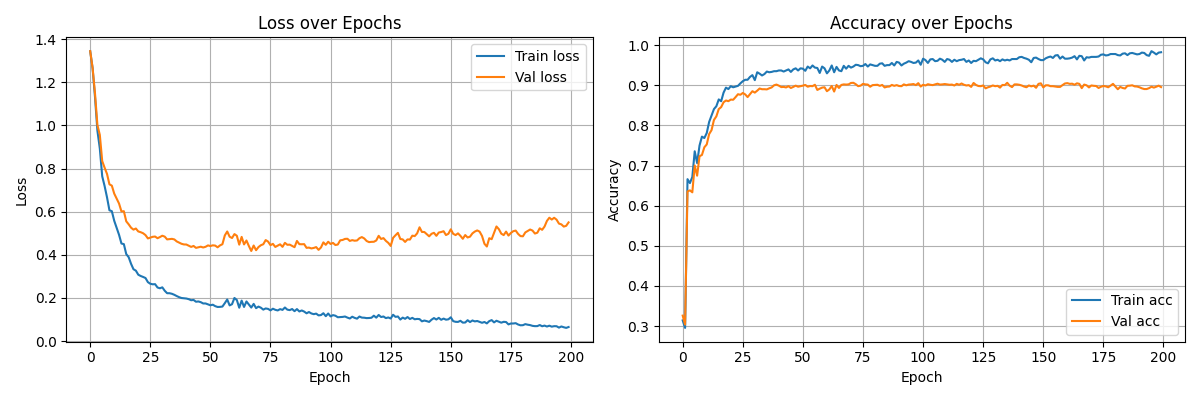 Loss over Epochs
1.4
1.2
1.0
0.8
0.6
0.4
0.2
0.0
Loss
Train loss
Val loss
0 25 50 75 100 125 150 175 200
Epoch
Accuracy over Epochs
1.0
0.9
0.8
0.7
0.6
0.5
0.4
0.3
Accuracy
Train acc
Val acc
0 25 50 75 100 125 150 175 200
Epoch